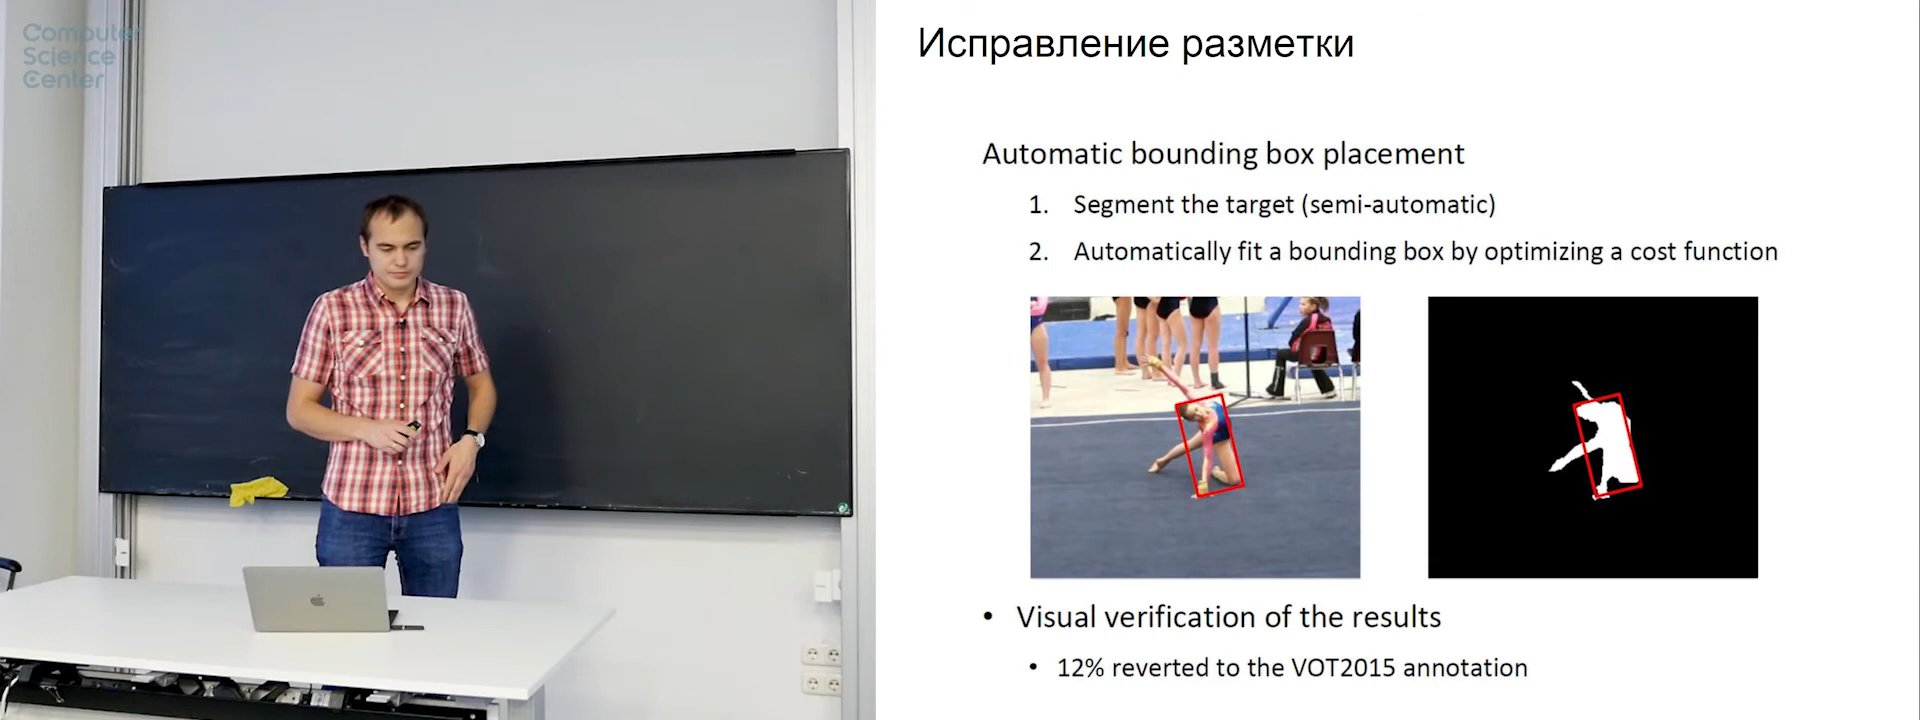 Computer
Science
Center
Исправление разметки
Automatic bounding box placement
1. Segment the target (semi-automatic)
2. Automatically fit a bounding box by optimizing a cost function
• Visual verification of the results
• 12% reverted to the VOT2015 annotation